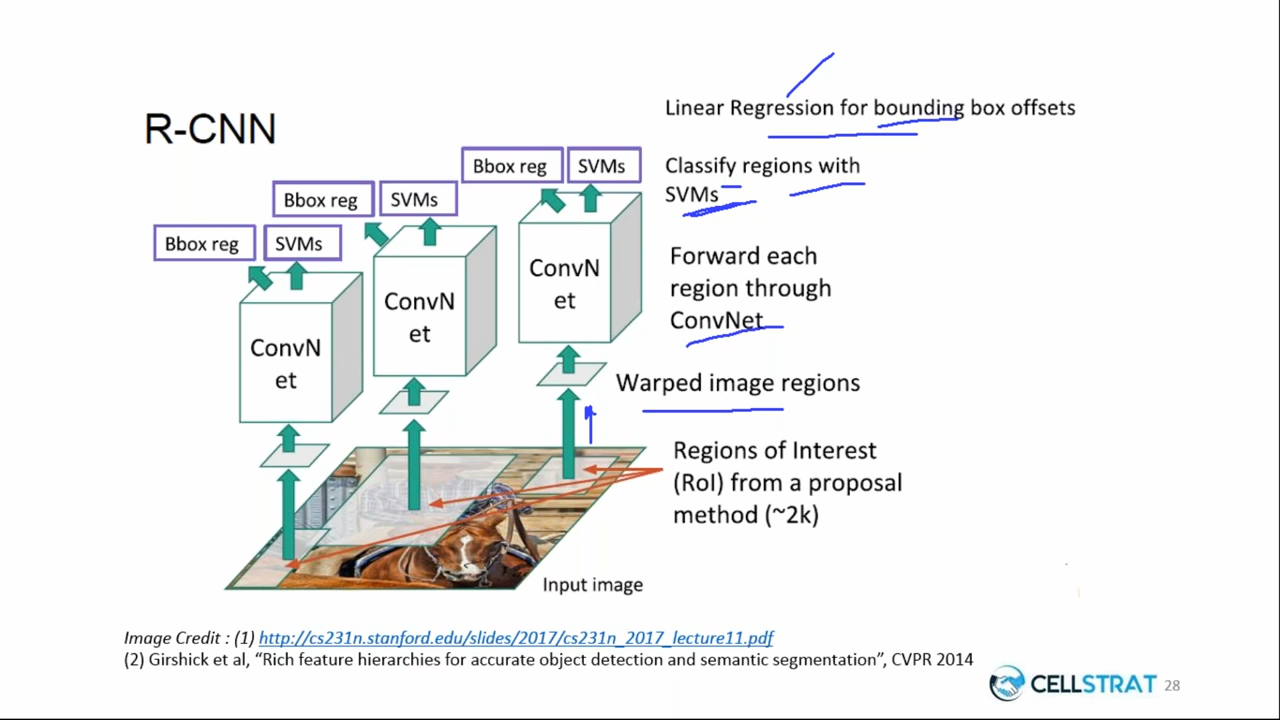 R-CNN
Linear Regression for bounding box offsets
Classify regions with
SVMs
Bbox reg
SVMs
Bbox reg
SVMs
Bbox reg
SVMs
ConvN
et
ConvN
et
ConvN
et
Forward each
region through
ConvNet
Warped image regions
Regions of Interest
(RoI) from a proposal
method (~2k)
Input image
Image Credit : (1) http://cs231n.stanford.edu/slides/2017/cs231n_2017_lecture11.pdf
(2) Girshick et al, “Rich feature hierarchies for accurate object detection and semantic segmentation”, CVPR 2014
CELLSTRAT 28